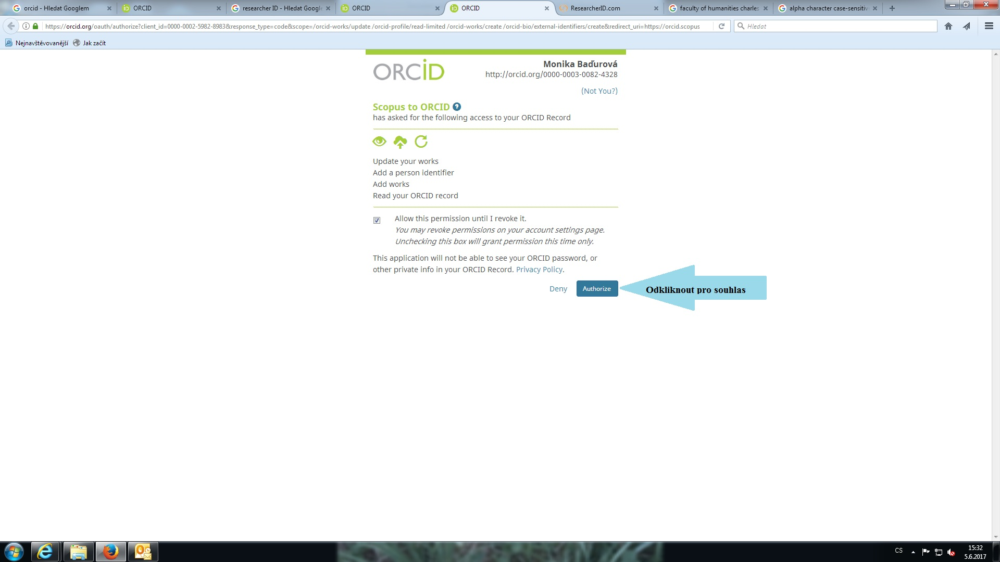 orcid - Hledat Googlem
ORCID
researcher ID - Hledat Googl
ORCID
ORCID
ResearcherID.com
faculty of humanities charles
alpha character case-sensitiv
https://orcid.org/oauth/authorize?client_id=0000-0002-5982-8983&response_type=code&scope=/orcid-works/update /orcid-profile/read-limited /orcid-works/create /orcid-bio/external-identifiers/create&redirect_uri=https://orcid.scopus
Hledat
Nejnavštěvovanější
Jak začít
ORCiD
Monika Baďurová
http://orcid.org/0000-0003-0082-4328
(Not You?)
Scopus to ORCID ?
has asked for the following access to your ORCID Record
Update your works
Add a person identifier
Add works
Read your ORCID record
Allow this permission until I revoke it.
You may revoke permissions on your account settings page.
Unchecking this box will grant permission this time only.
This application will not be able to see your ORCID password, or
other private info in your ORCID Record. Privacy Policy.
Deny
Authorize
Odkliknout pro souhlas
CS
15:32
5.6.2017